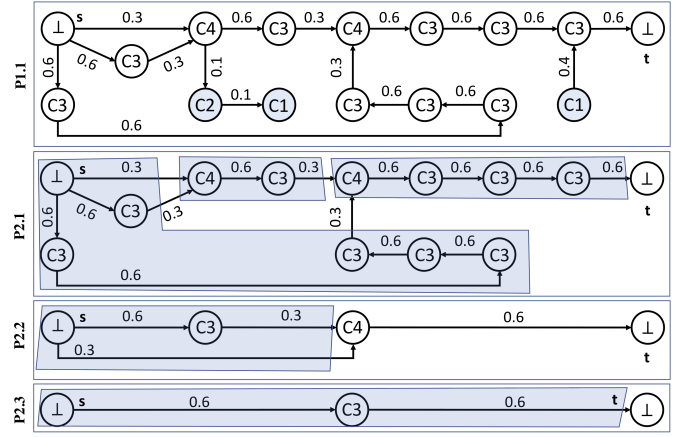 P1.1
s 0.3 0.6 0.3 0.6 0.6 0.6 0.6
⊥ C4 C3 C4 C3 C3 C3 ⊥
0.6 0.3 t
C3
0.6 0.1 0.3 0.4
C3 C2 0.1 C1 C3 0.6 C3 0.6 C3 C1
0.6
P2.1
s 0.3 0.6 0.3 0.6 0.6 0.6 0.6
⊥ C4 C3 C4 C3 C3 C3 ⊥
0.6 0.3 t
C3
0.6 0.3
C3 C3 0.6 C3 0.6 C3
0.6
P2.2
s 0.6 0.3 0.6
⊥ C3 C4 ⊥
0.3 t
P2.3
s 0.6 0.6 t
⊥ C3 ⊥